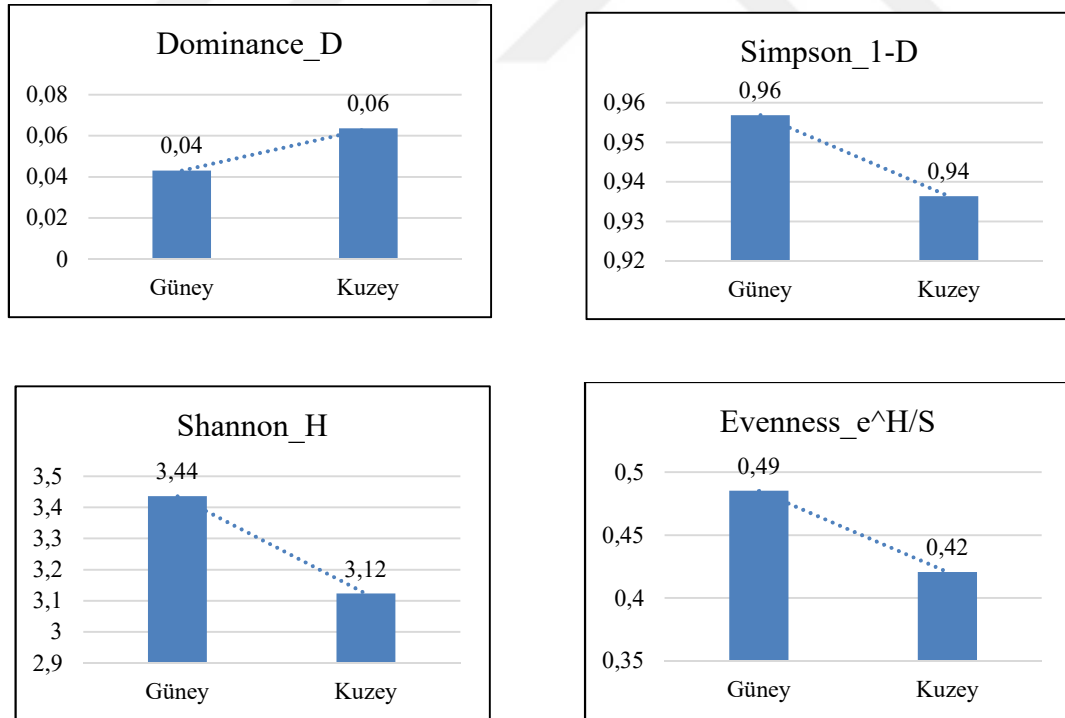 Dominance_D
0,08
0,06
0,04
0,02
0
0,04
0,06
Güney
Kuzey
Simpson_1-D
0,96
0,95
0,94
0,93
0,92
0,96
0,94
Güney
Kuzey
Shannon_H
3,5
3,4
3,3
3,2
3,1
3
2,9
3,44
3,12
Güney
Kuzey
Evenness_e^H/S
0,5
0,45
0,4
0,35
0,49
0,42
Güney
Kuzey